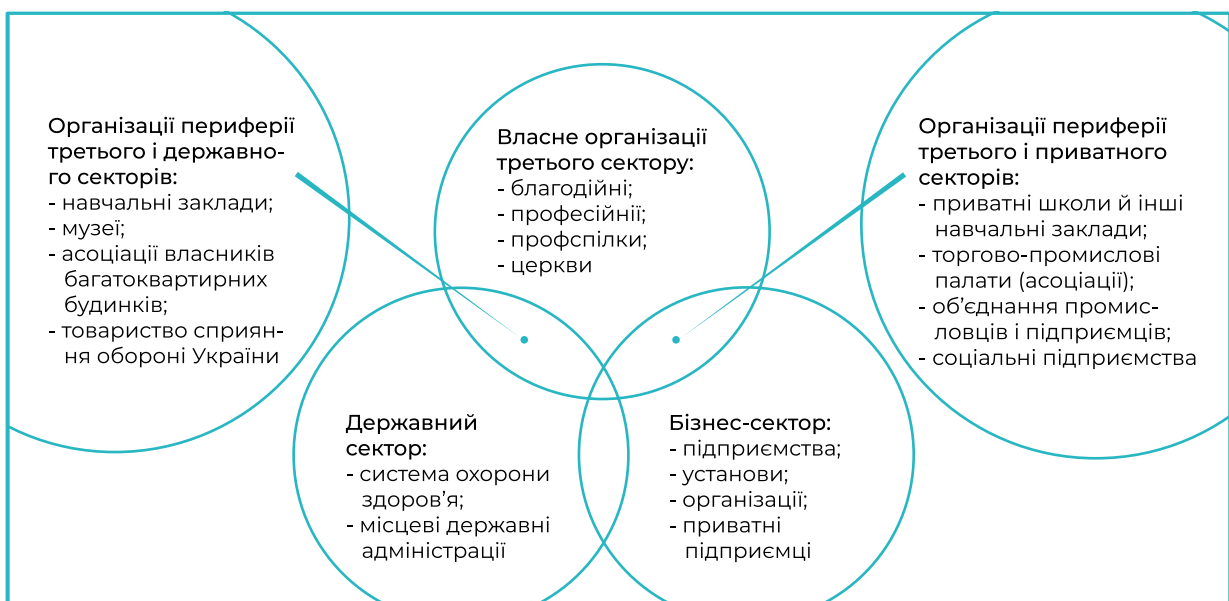 Організації периферії
третього і державно-
го секторів:
- навчальні заклади;
- музеї;
- асоціації власників
багатоквартирних
будинків;
- товариство сприян-
ня обороні України
Власне організації
третього сектору:
- благодійні;
- професійнії;
- профспілки;
- церкви
Організації периферії
третього і приватного
секторів:
- приватні школи й інші
навчальні заклади;
- торгово-промислові
палати (асоціації);
- об’єднання промис-
ловців і підприємців;
- соціальні підприємства
Державний
сектор:
- система охорони
здоров’я;
- місцеві державні
адміністрації
Бізнес-сектор:
- підприємства;
- установи;
- організації;
- приватні
підприємці